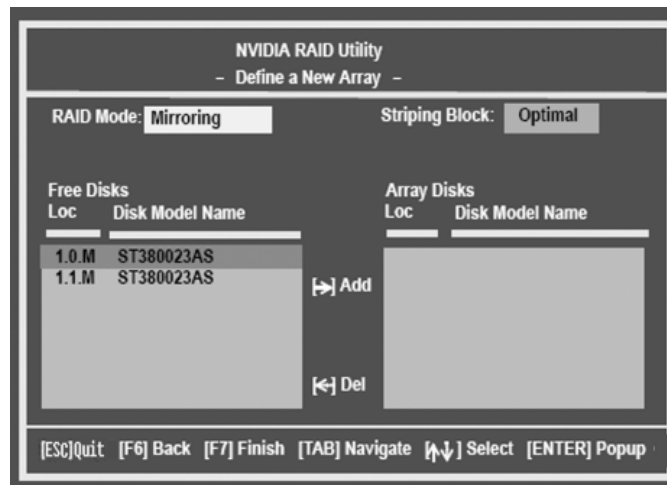 NVIDIA RAID Utility
– Define a New Array –
RAID Mode: Mirroring Striping Block: Optimal
Free Disks Array Disks
Loc Disk Model Name Loc Disk Model Name
1.0.M ST380023AS
1.1.M ST380023AS
[→] Add
[←] Del
[ESC]Quit [F6] Back [F7] Finish [TAB] Navigate [↑↓] Select [ENTER] Popup